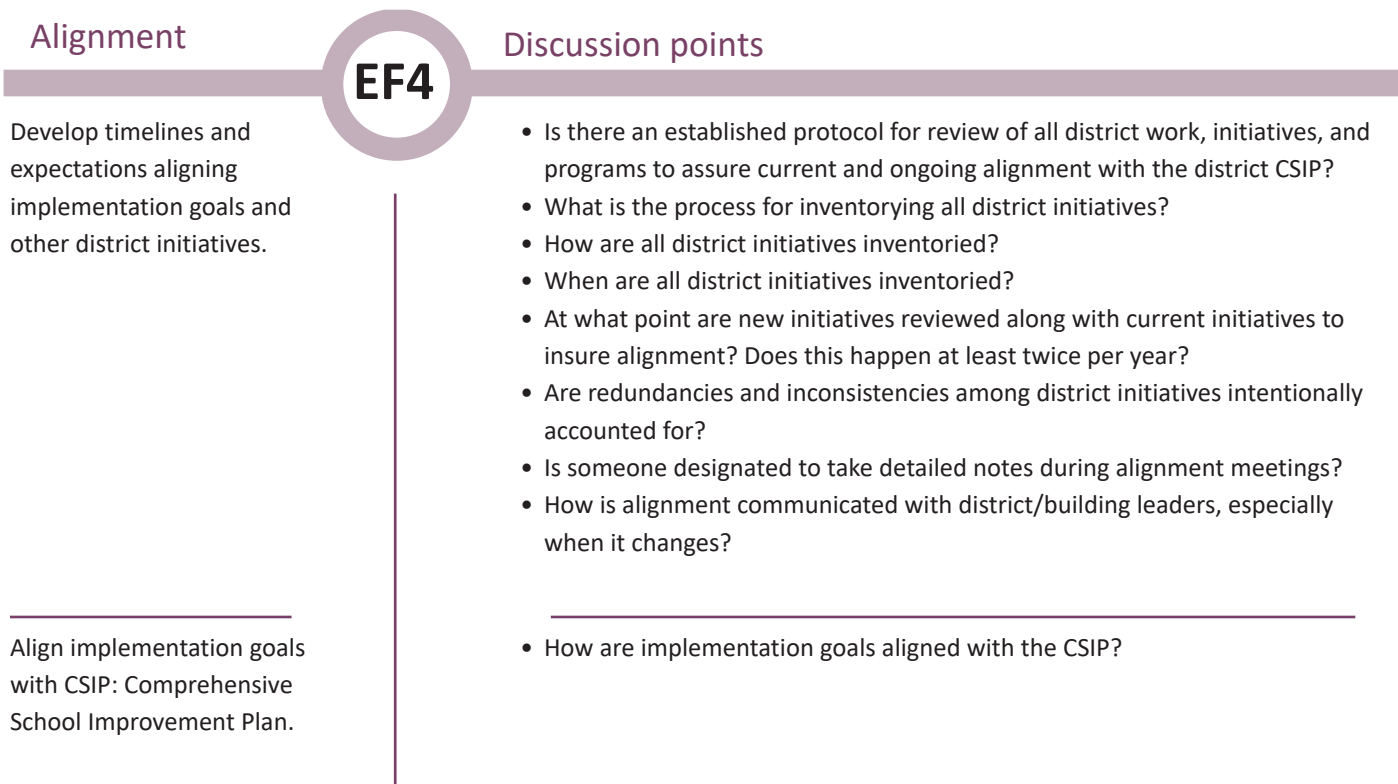 Alignment
EF4
Discussion points
Develop timelines and
expectations aligning
implementation goals and
other district initiatives.
• Is there an established protocol for review of all district work, initiatives, and
programs to assure current and ongoing alignment with the district CSIP?
• What is the process for inventorying all district initiatives?
• How are all district initiatives inventoried?
• When are all district initiatives inventoried?
• At what point are new initiatives reviewed along with current initiatives to
insure alignment? Does this happen at least twice per year?
• Are redundancies and inconsistencies among district initiatives intentionally
accounted for?
• Is someone designated to take detailed notes during alignment meetings?
• How is alignment communicated with district/building leaders, especially
when it changes?
Align implementation goals
with CSIP: Comprehensive
School Improvement Plan.
• How are implementation goals aligned with the CSIP?